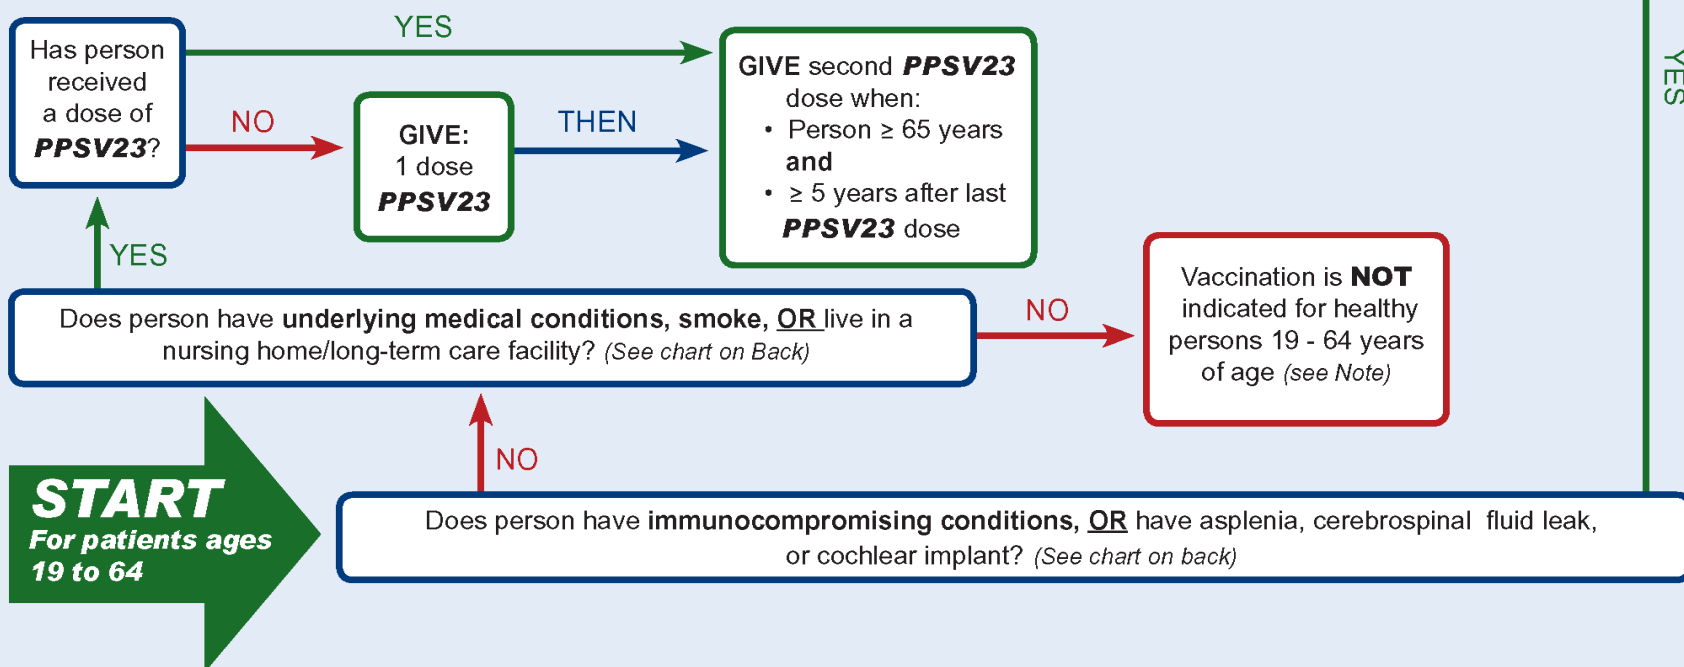 YES
Has person
received
a dose of
PPSV23?
NO
GIVE:
1 dose
PPSV23
THEN
GIVE second PPSV23
dose when:
• Person ≥ 65 years
and
• ≥ 5 years after last
PPSV23 dose
YES
YES
Does person have underlying medical conditions, smoke, OR live in a
nursing home/long-term care facility? (See chart on Back)
NO
Vaccination is NOT
indicated for healthy
persons 19 - 64 years
of age (see Note)
NO
START
For patients ages
19 to 64
Does person have immunocompromising conditions, OR have asplenia, cerebrospinal fluid leak,
or cochlear implant? (See chart on back)